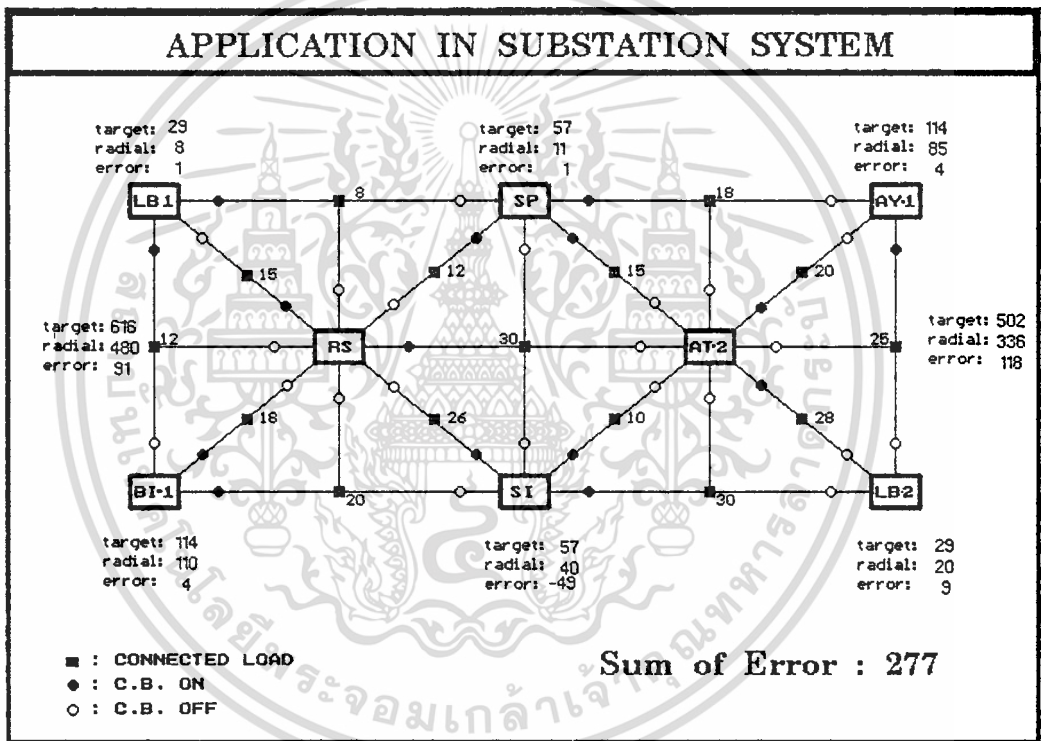 APPLICATION IN SUBSTATION SYSTEM
target: 29
radial: 8
error: 1
target: 57
radial: 11
error: 1
target: 114
radial: 85
error: 4
LB-1
8
SP
18
AY-1
15
12
15
20
target: 616
radial: 480
error: 91
12
RS
30
AT-2
25
target: 502
radial: 336
error: 118
18
26
10
28
BI-1
20
SI
30
LB-2
target: 114
radial: 110
error: 4
target: 57
radial: 40
error: -49
target: 29
radial: 20
error: 9
■ : CONNECTED LOAD
● : C.B. ON
○ : C.B. OFF
Sum of Error : 277